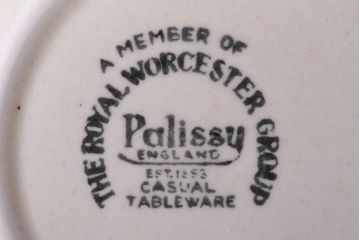 A MEMBER OF
THE ROYAL WORCESTER GROUP
Palissy
ENGLAND
EST. 1853
CASUAL
TABLEWARE